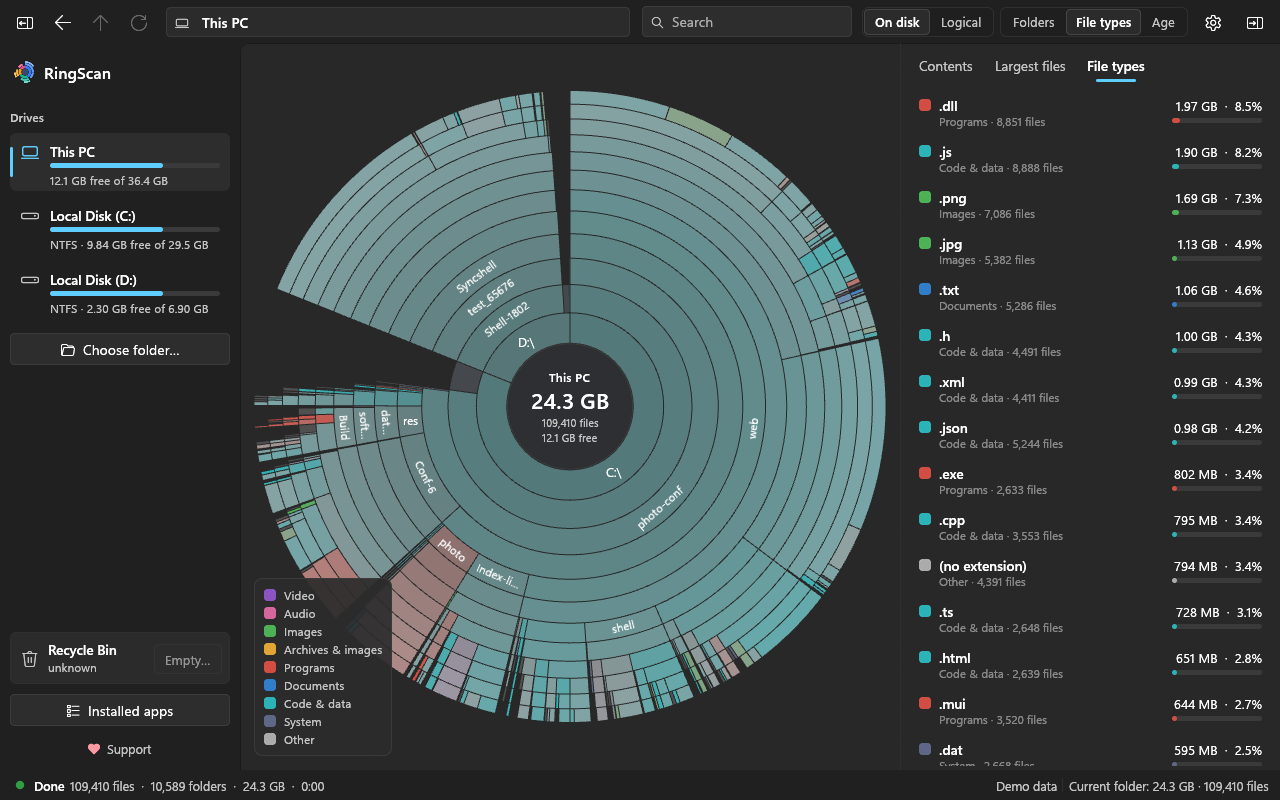 This PC
Search
On disk
Logical
Folders
File types
Age
RingScan
Drives
This PC
12.1 GB free of 36.4 GB
Local Disk (C:)
NTFS · 9.84 GB free of 29.5 GB
Local Disk (D:)
NTFS · 2.30 GB free of 6.90 GB
Choose folder...
Recycle Bin
unknown
Empty...
Installed apps
Support
Syncshell
test_65676
Shell-1802
D:\
This PC
24.3 GB
109,410 files
12.1 GB free
C:\
web
photo-conf
shell
index-li...
photo
Conf-6
res
dat...
soft...
Build
Video
Audio
Images
Archives & images
Programs
Documents
Code & data
System
Other
Contents
Largest files
File types
.dll
1.97 GB · 8.5%
Programs · 8,851 files
.js
1.90 GB · 8.2%
Code & data · 8,888 files
.png
1.69 GB · 7.3%
Images · 7,086 files
.jpg
1.13 GB · 4.9%
Images · 5,382 files
.txt
1.06 GB · 4.6%
Documents · 5,286 files
.h
1.00 GB · 4.3%
Code & data · 4,491 files
.xml
0.99 GB · 4.3%
Code & data · 4,411 files
.json
0.98 GB · 4.2%
Code & data · 5,244 files
.exe
802 MB · 3.4%
Programs · 2,633 files
.cpp
795 MB · 3.4%
Code & data · 3,553 files
(no extension)
794 MB · 3.4%
Other · 4,391 files
.ts
728 MB · 3.1%
Code & data · 2,648 files
.html
651 MB · 2.8%
Code & data · 2,639 files
.mui
644 MB · 2.7%
Programs · 3,520 files
.dat
595 MB · 2.5%
System · 2,668 files
Done 109,410 files · 10,589 folders · 24.3 GB · 0:00
Demo data
Current folder: 24.3 GB · 109,410 files